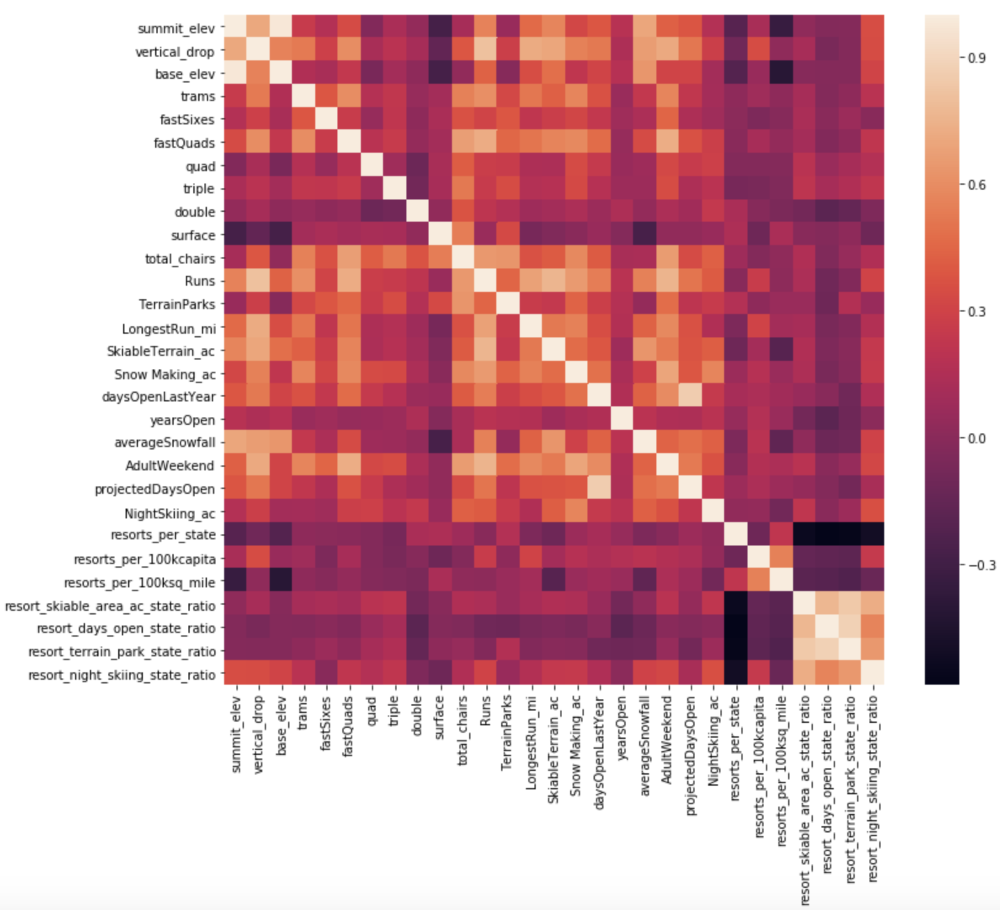 summit_elev
vertical_drop
base_elev
trams
fastSixes
fastQuads
quad
triple
double
surface
total_chairs
Runs
TerrainParks
LongestRun_mi
SkiableTerrain_ac
Snow Making_ac
daysOpenLastYear
yearsOpen
averageSnowfall
AdultWeekend
projectedDaysOpen
NightSkiing_ac
resorts_per_state
resorts_per_100kcapita
resorts_per_100ksq_mile
resort_skiable_area_ac_state_ratio
resort_days_open_state_ratio
resort_terrain_park_state_ratio
resort_night_skiing_state_ratio
summit_elev
vertical_drop
base_elev
trams
fastSixes
fastQuads
quad
triple
double
surface
total_chairs
Runs
TerrainParks
LongestRun_mi
SkiableTerrain_ac
Snow Making_ac
daysOpenLastYear
yearsOpen
averageSnowfall
AdultWeekend
projectedDaysOpen
NightSkiing_ac
resorts_per_state
resorts_per_100kcapita
resorts_per_100ksq_mile
resort_skiable_area_ac_state_ratio
resort_days_open_state_ratio
resort_terrain_park_state_ratio
resort_night_skiing_state_ratio
0.9
0.6
0.3
0.0
−0.3